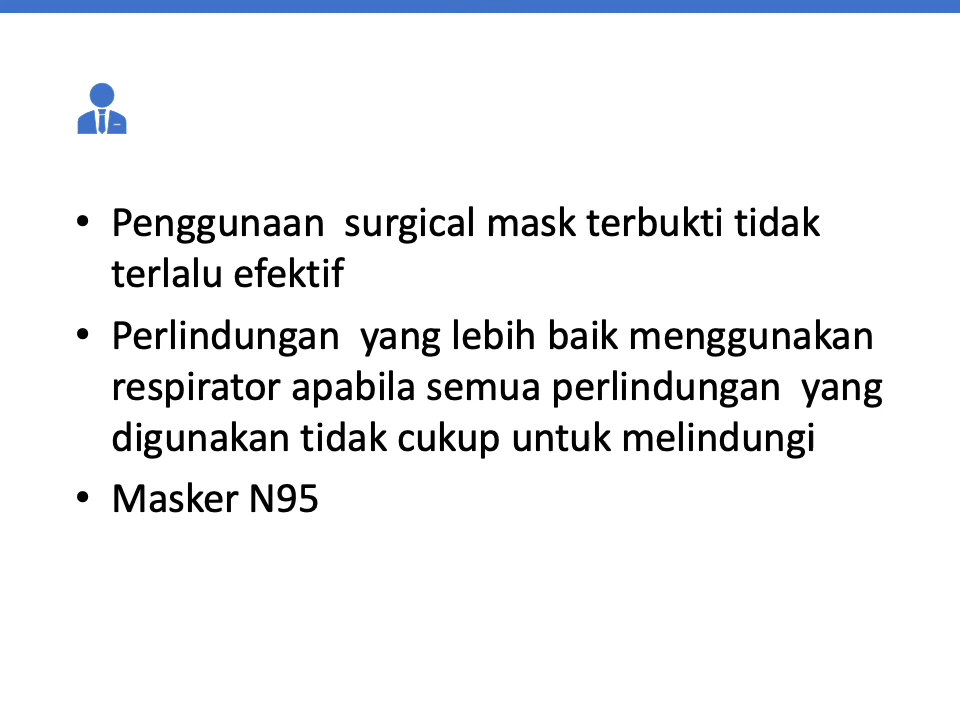 • Penggunaan  surgical mask terbukti tidak
terlalu efektif
• Perlindungan  yang lebih baik menggunakan
respirator apabila semua perlindungan  yang
digunakan tidak cukup untuk melindungi
• Masker N95